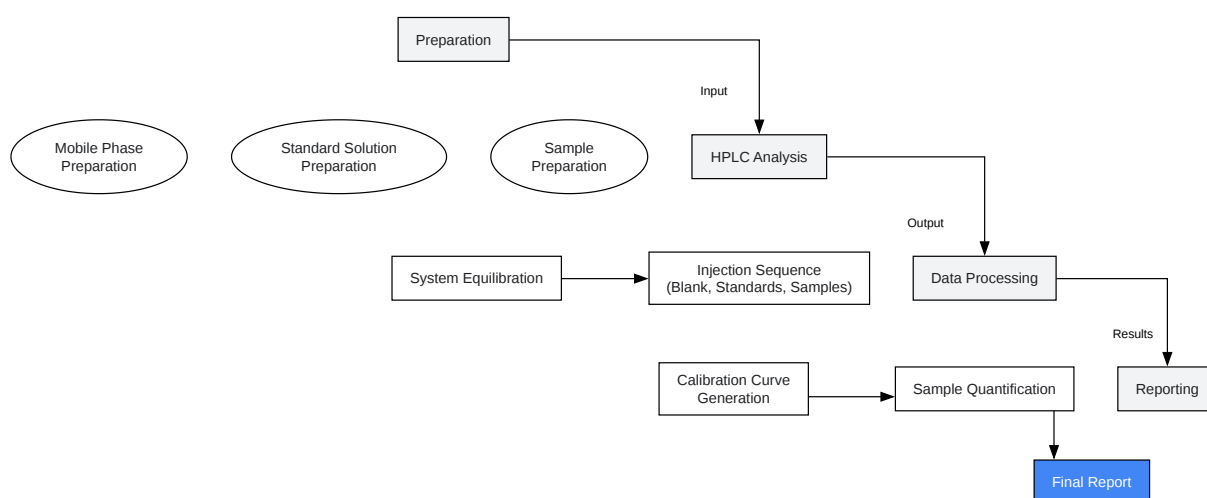 Preparation
Input
Mobile Phase
Preparation
Standard Solution
Preparation
Sample
Preparation
HPLC Analysis
Output
System Equilibration
Injection Sequence
(Blank, Standards, Samples)
Data Processing
Results
Calibration Curve
Generation
Sample Quantification
Reporting
Final Report